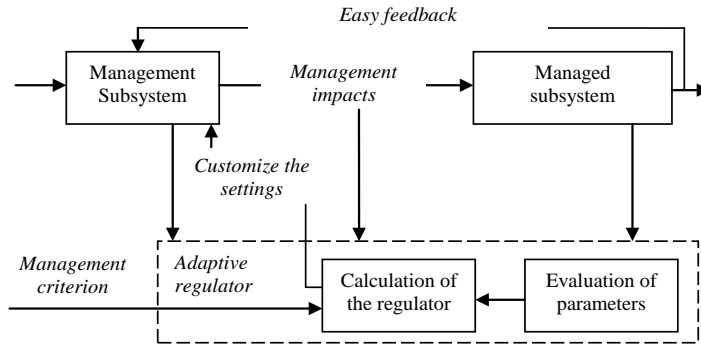 Easy feedback
Management
Subsystem
Management
impacts
Managed
subsystem
Customize the
settings
Management
criterion
Adaptive
regulator
Calculation of
the regulator
Evaluation of
parameters